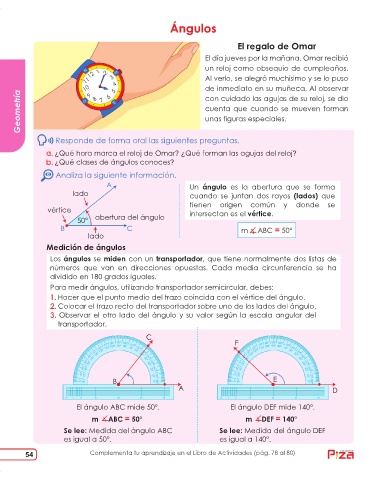 Ángulos
El regalo de Omar
El día jueves por la mañana, Omar recibió
un reloj como obsequio de cumpleaños.
Al verlo, se alegró muchísimo y se lo puso
de inmediato en su muñeca. Al observar
con cuidado las agujas de su reloj, se dio
cuenta que cuando se mueven forman
unas figuras especiales.
Geometría
Responde de forma oral las siguientes preguntas.
a. ¿Qué hora marca el reloj de Omar? ¿Qué forman las agujas del reloj?
b. ¿Qué clases de ángulos conoces?
Analiza la siguiente información.
A
lado
vértice
50°
abertura del ángulo
B
C
lado
Un ángulo es la abertura que se forma
cuando se juntan dos rayos (lados) que
tienen origen común y donde se
intersectan es el vértice.
m ∡ ABC = 50°
Medición de ángulos
Los ángulos se miden con un transportador, que tiene normalmente dos listas de
números que van en direcciones opuestas. Cada media circunferencia se ha
dividido en 180 grados iguales.
Para medir ángulos, utilizando transportador semicircular, debes:
1. Hacer que el punto medio del trazo coincida con el vértice del ángulo.
2. Colocar el trazo recto del transportador sobre uno de los lados del ángulo.
3. Observar el otro lado del ángulo y su valor según la escala angular del
transportador.
C
B
A
F
E
D
El ángulo ABC mide 50°.
m ∡ABC = 50°
Se lee: Medida del ángulo ABC
es igual a 50°.
El ángulo DEF mide 140°.
m ∡DEF = 140°
Se lee: Medida del ángulo DEF
es igual a 140°.
54
Complementa tu aprendizaje en el Libro de Actividades (pág. 78 al 80)